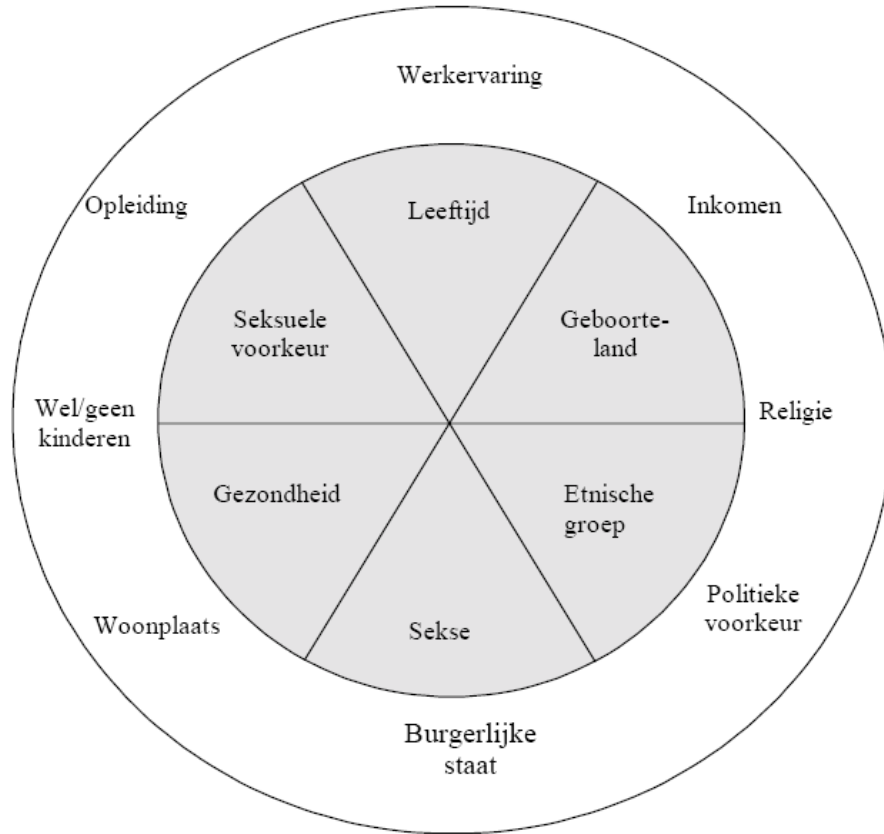 Werkervaring
Opleiding
Leeftijd
Inkomen
Seksuele
voorkeur
Geboorte-
land
Wel/geen
kinderen
Religie
Gezondheid
Etnische
groep
Woonplaats
Sekse
Politieke
voorkeur
Burgerlijke
staat